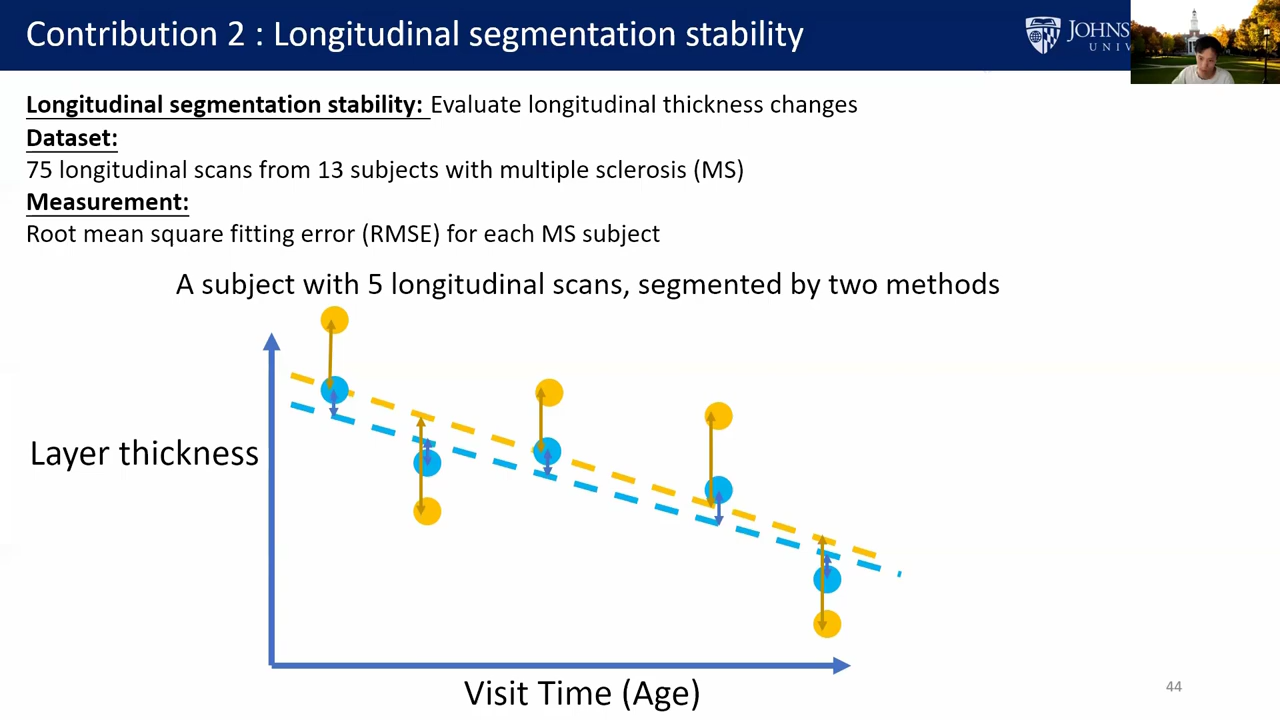 Contribution 2 : Longitudinal segmentation stability
JOHNS
UNIV
Longitudinal segmentation stability: Evaluate longitudinal thickness changes
Dataset:
75 longitudinal scans from 13 subjects with multiple sclerosis (MS)
Measurement:
Root mean square fitting error (RMSE) for each MS subject
A subject with 5 longitudinal scans, segmented by two methods
Layer thickness
Visit Time (Age)
44